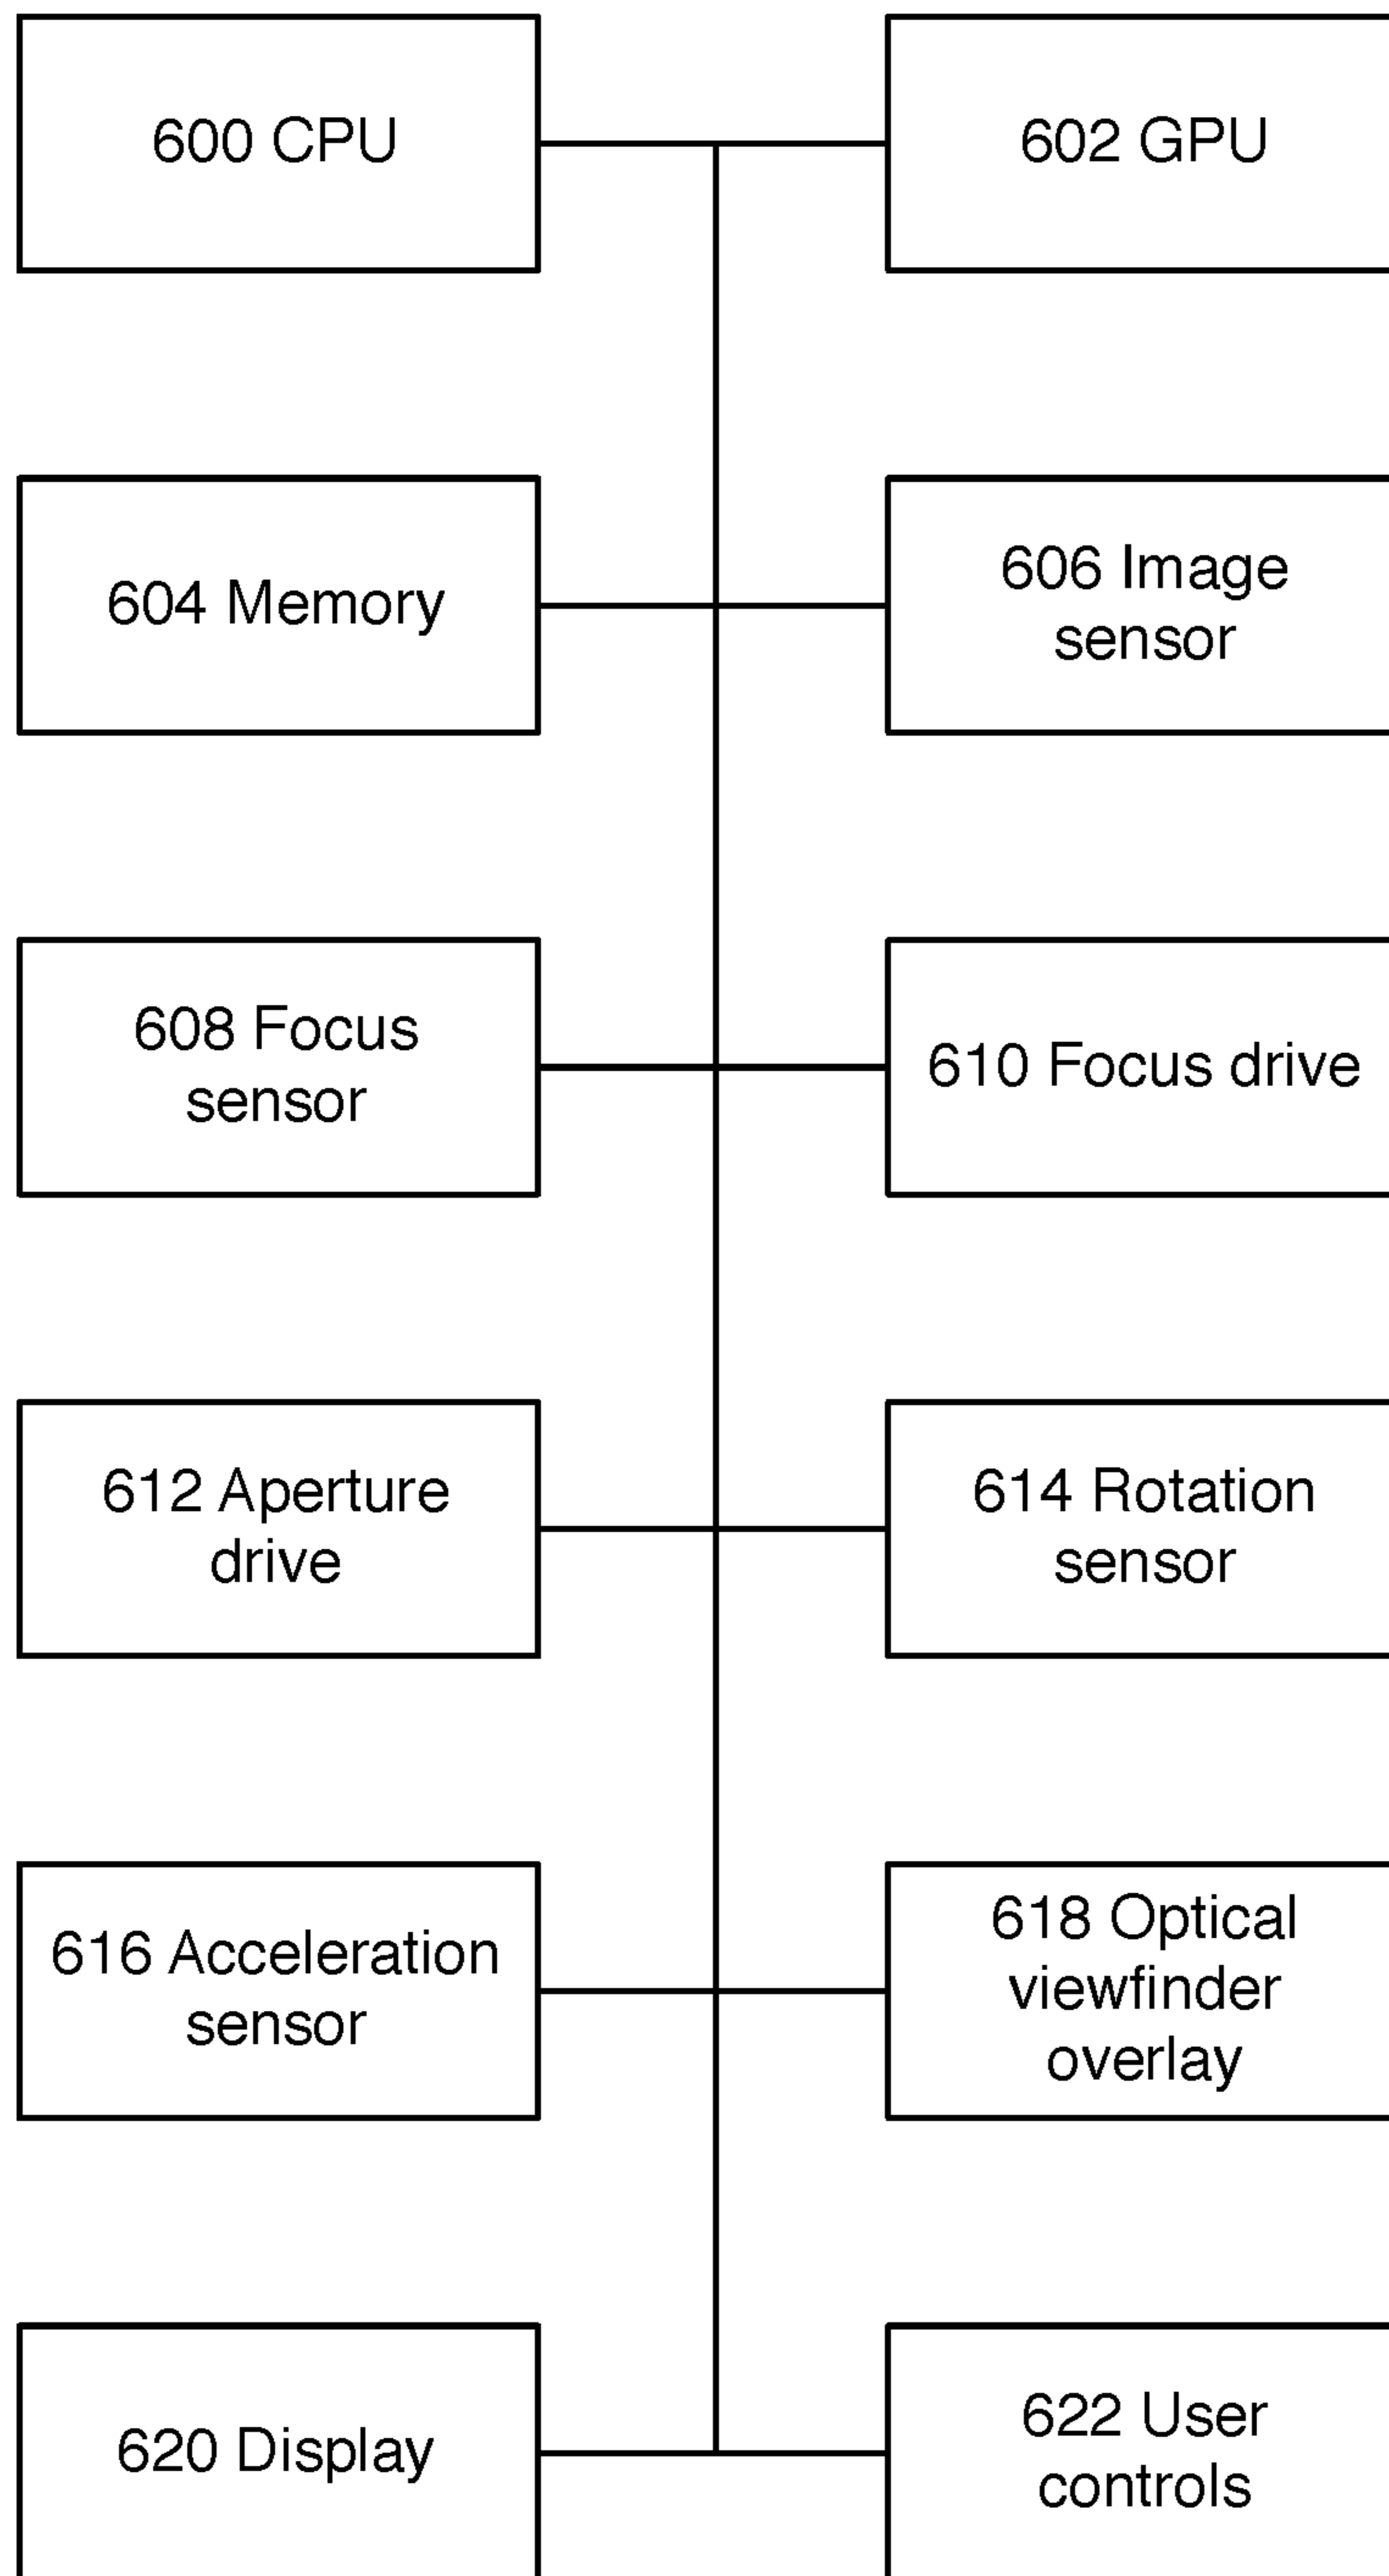 600 CPU
602 GPU
604 Memory
606 Image
sensor
608 Focus
sensor
610 Focus drive
612 Aperture
drive
614 Rotation
sensor
616 Acceleration
sensor
618 Optical
viewfinder
overlay
620 Display
622 User
controls